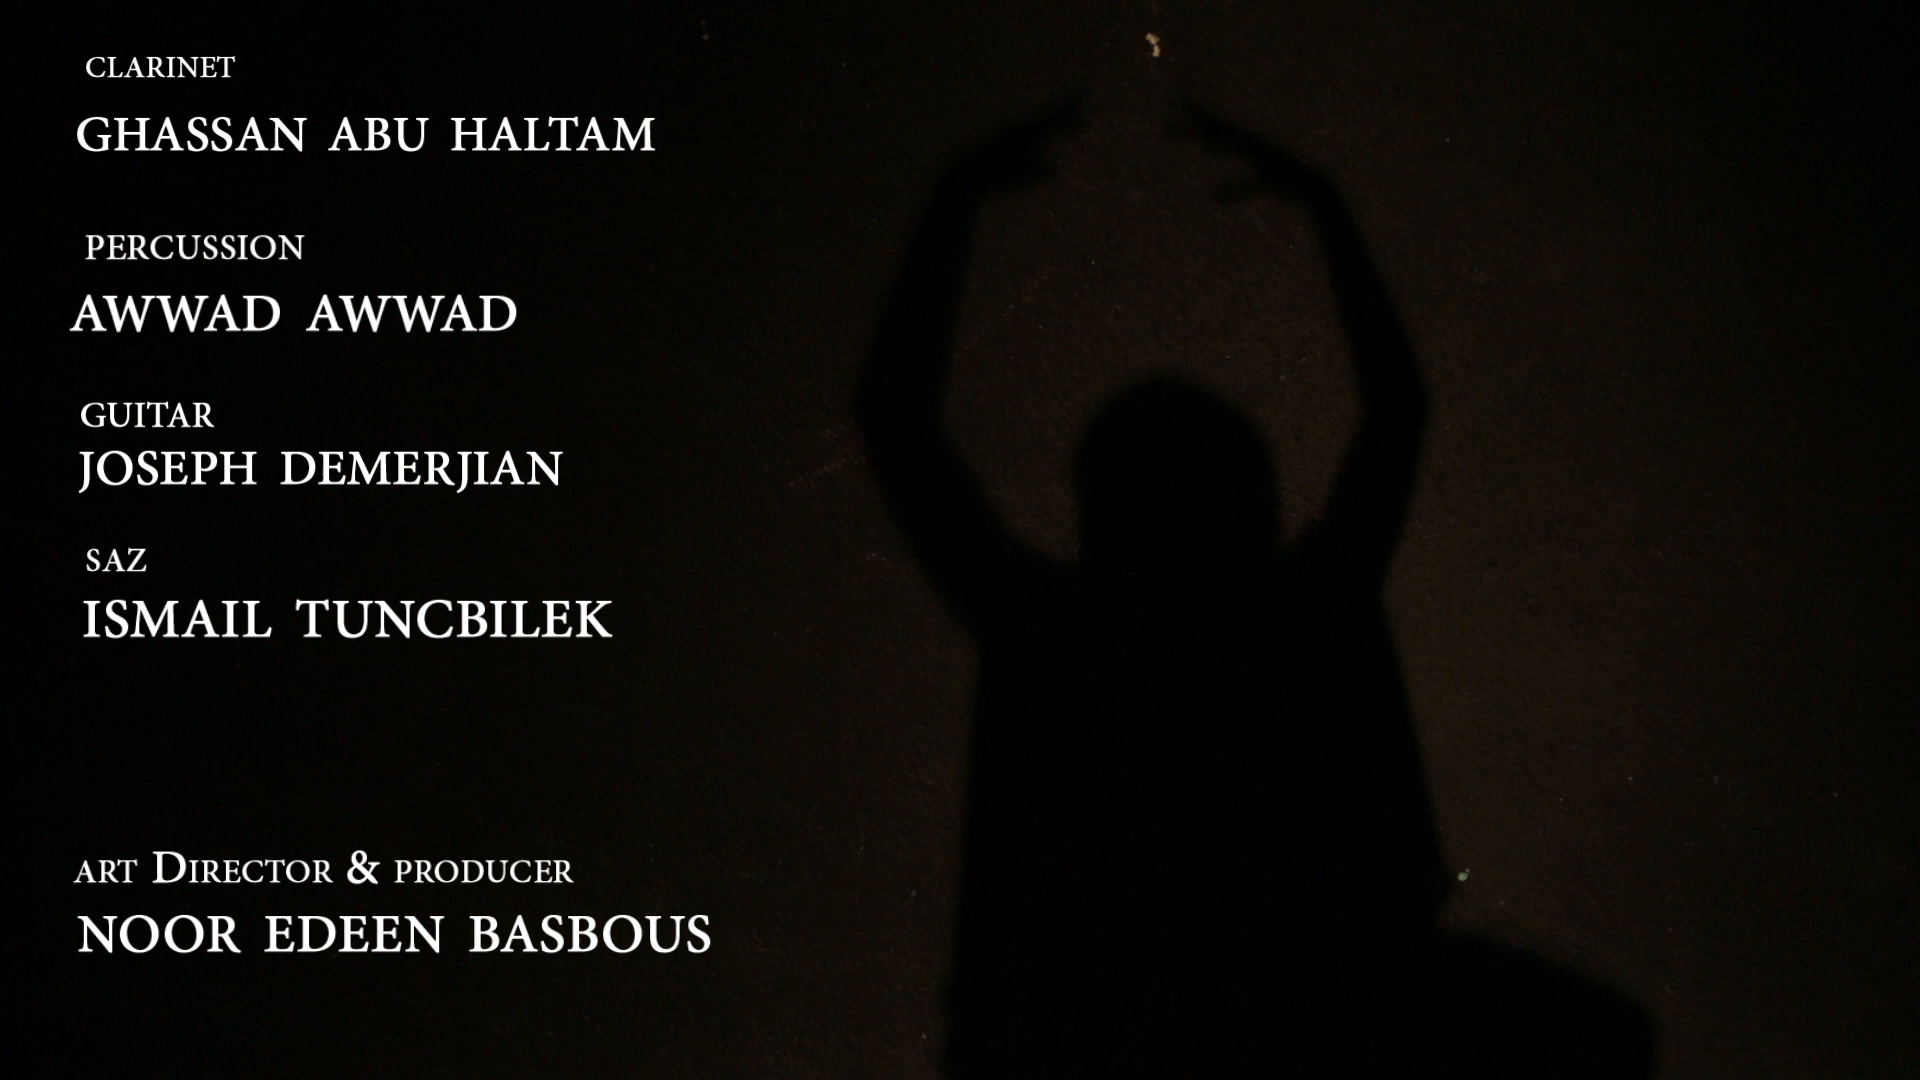 CLARINET
GHASSAN ABU HALTAM
PERCUSSION
AWWAD AWWAD
GUITAR
JOSEPH DEMERJIAN
SAZ
ISMAIL TUNCBILEK
ART DIRECTOR & PRODUCER
NOOR EDEEN BASBOUS